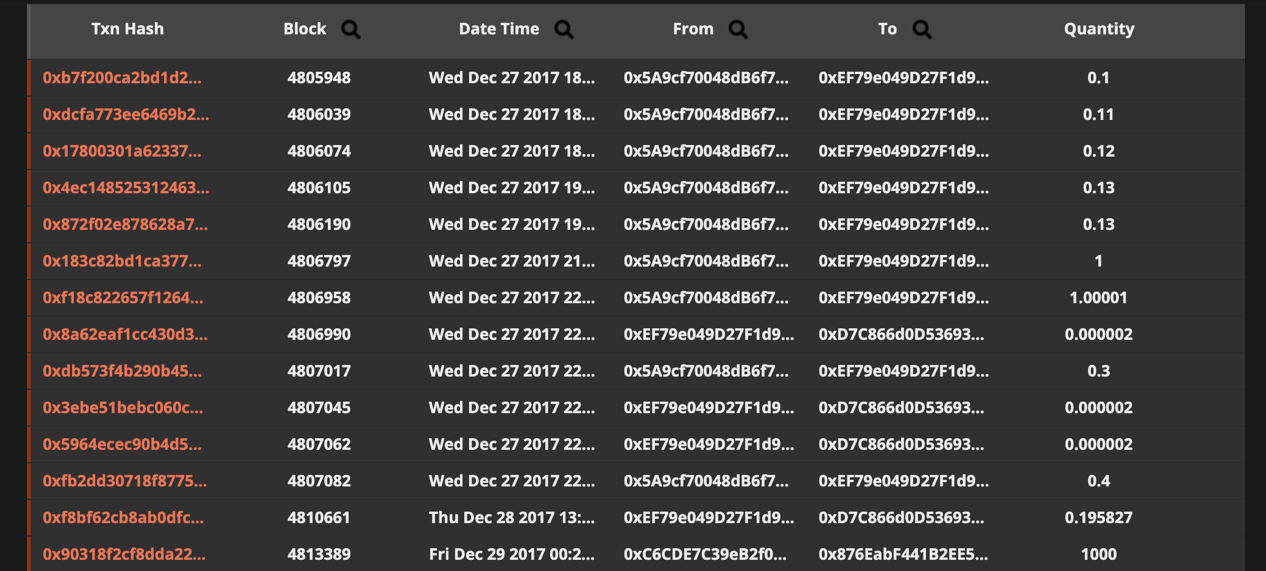 Txn Hash Block Date Time From To Quantity
0xb7f200ca2bd1d2... 4805948 Wed Dec 27 2017 18... 0x5A9cf70048dB6f7... 0xEF79e049D27F1d9... 0.1
0xdcfa773ee6469b2... 4806039 Wed Dec 27 2017 18... 0x5A9cf70048dB6f7... 0xEF79e049D27F1d9... 0.11
0x17800301a62337... 4806074 Wed Dec 27 2017 18... 0x5A9cf70048dB6f7... 0xEF79e049D27F1d9... 0.12
0x4ec148525312463... 4806105 Wed Dec 27 2017 19... 0x5A9cf70048dB6f7... 0xEF79e049D27F1d9... 0.13
0x872f02e878628a7... 4806190 Wed Dec 27 2017 19... 0x5A9cf70048dB6f7... 0xEF79e049D27F1d9... 0.13
0x183c82bd1ca377... 4806797 Wed Dec 27 2017 21... 0x5A9cf70048dB6f7... 0xEF79e049D27F1d9... 1
0xf18c822657f1264... 4806958 Wed Dec 27 2017 22... 0x5A9cf70048dB6f7... 0xEF79e049D27F1d9... 1.00001
0x8a62eaf1cc430d3... 4806990 Wed Dec 27 2017 22... 0xEF79e049D27F1d9... 0xD7C866d0D53693... 0.000002
0xdb573f4b290b45... 4807017 Wed Dec 27 2017 22... 0x5A9cf70048dB6f7... 0xEF79e049D27F1d9... 0.3
0x3ebe51bebc060c... 4807045 Wed Dec 27 2017 22... 0xEF79e049D27F1d9... 0xD7C866d0D53693... 0.000002
0x5964ecec90b4d5... 4807062 Wed Dec 27 2017 22... 0xEF79e049D27F1d9... 0xD7C866d0D53693... 0.000002
0xfb2dd30718f8775... 4807082 Wed Dec 27 2017 22... 0x5A9cf70048dB6f7... 0xEF79e049D27F1d9... 0.4
0xf8bf62cb8ab0dfc... 4810661 Thu Dec 28 2017 13:... 0xEF79e049D27F1d9... 0xD7C866d0D53693... 0.195827
0x90318f2cf8dda22... 4813389 Fri Dec 29 2017 00:2... 0xC6CDE7C39eB2f0... 0x876EabF441B2EE5... 1000